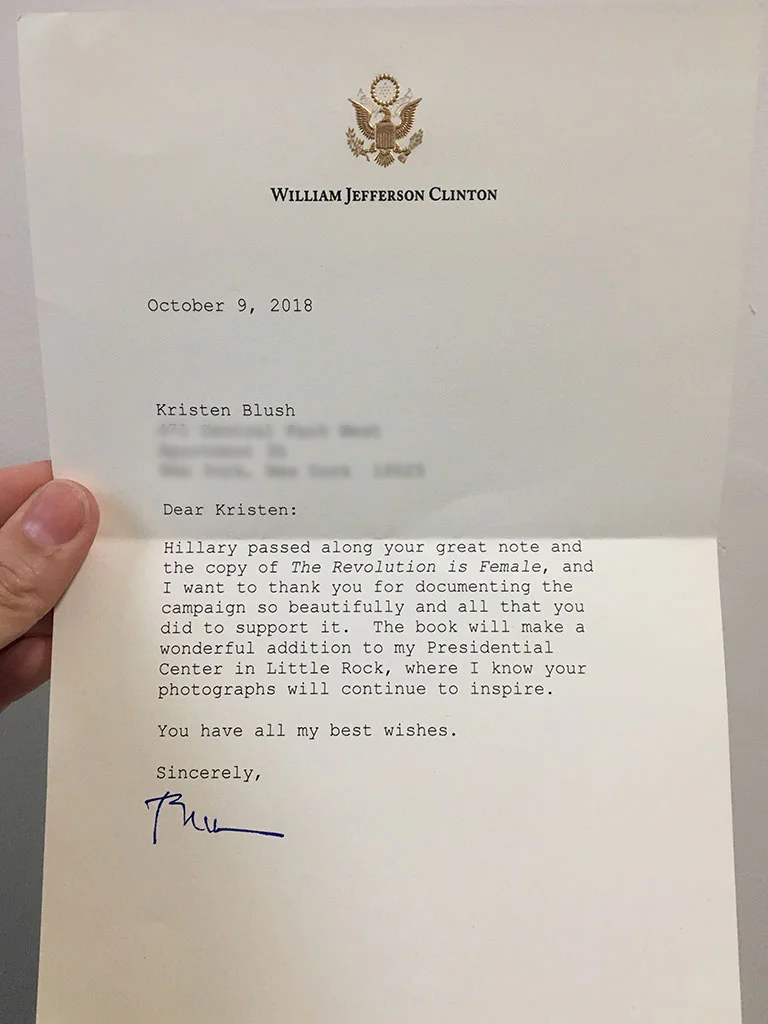 WILLIAM JEFFERSON CLINTON
October 9, 2018
Kristen Blush
Dear Kristen:
Hillary passed along your great note and
the copy of The Revolution is Female, and
I want to thank you for documenting the
campaign so beautifully and all that you
did to support it.  The book will make a
wonderful addition to my Presidential
Center in Little Rock, where I know your
photographs will continue to inspire.
You have all my best wishes.
Sincerely,
Bill